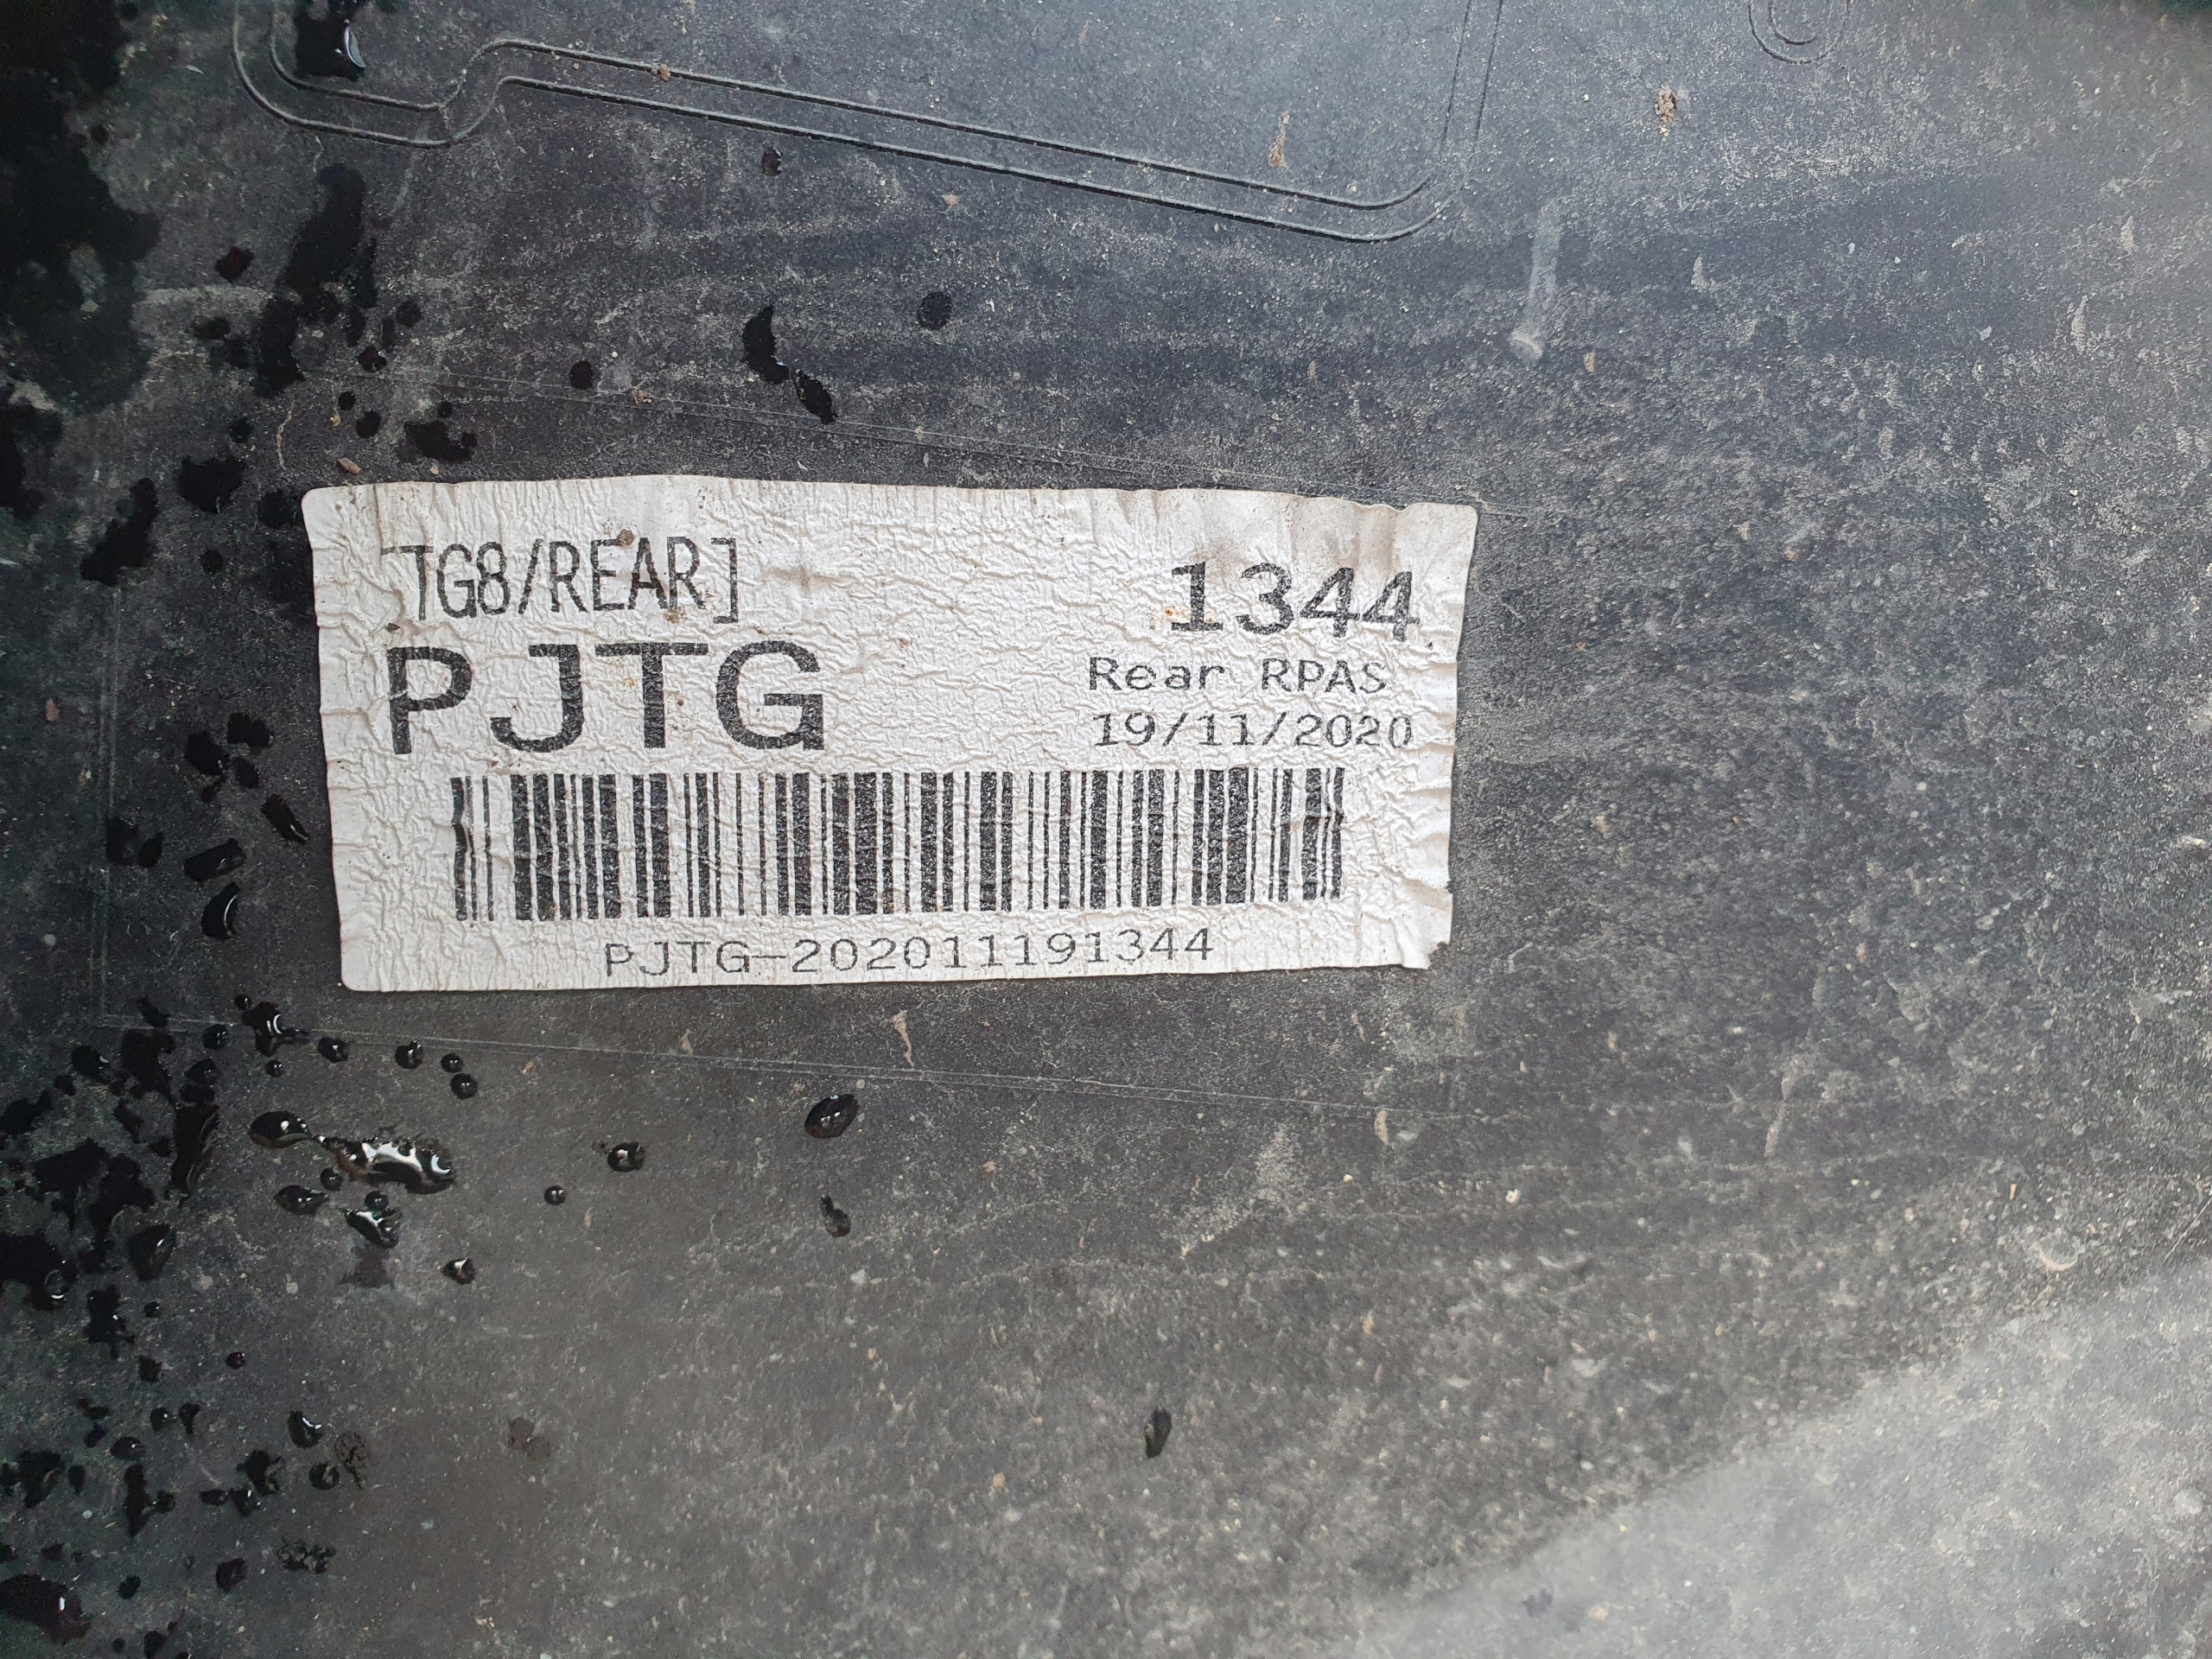 TG8/REAR]
1344
PJTG
Rear RPAS
19/11/2020
PJTG-202011191344